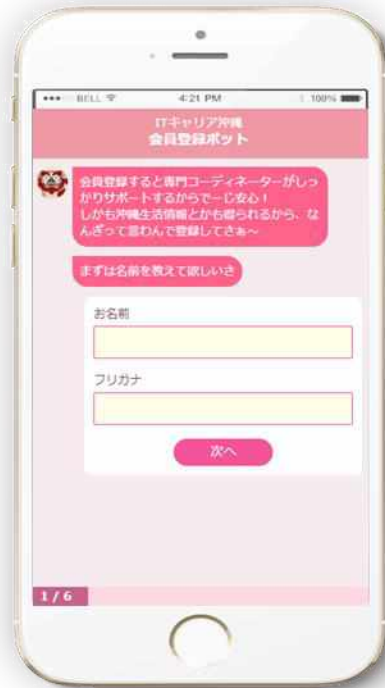 BELL 4:21 PM 100%
ITキャリア沖縄
会員登録ボット
会員登録すると専門コーディネーターがしっ
かりサポートするからでーじ安心！
しかも沖縄生活情報とかも得られるから、な
んぎって言わんで登録してさぁ～
まずは名前を教えて欲しいさ
お名前
フリガナ
次へ
1 / 6